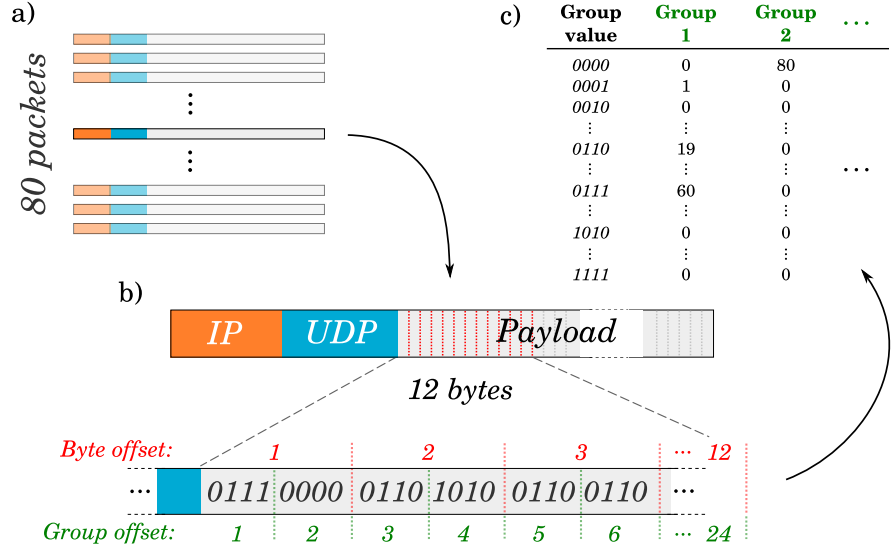 a)
80 packets
c)
Group value Group 1 Group 2 ...
0000 0 80
0001 1 0
0010 0 0
⋮ ⋮ ⋮
0110 19 0
⋮ ⋮ ⋮ ...
0111 60 0
⋮ ⋮ ⋮
1010 0 0
⋮ ⋮ ⋮
1111 0 0
b)
IP UDP Payload
12 bytes
Byte offset: 1 2 3 ... 12
... 0111 0000 0110 1010 0110 0110 ...
Group offset: 1 2 3 4 5 6 ... 24